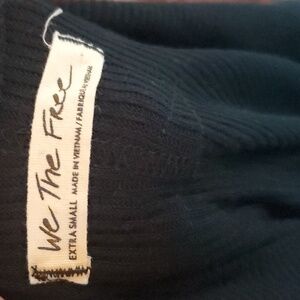 We The Free
EXTRA SMALL MADE IN VIETNAM/FABRIQUÉ AU VIETNAM